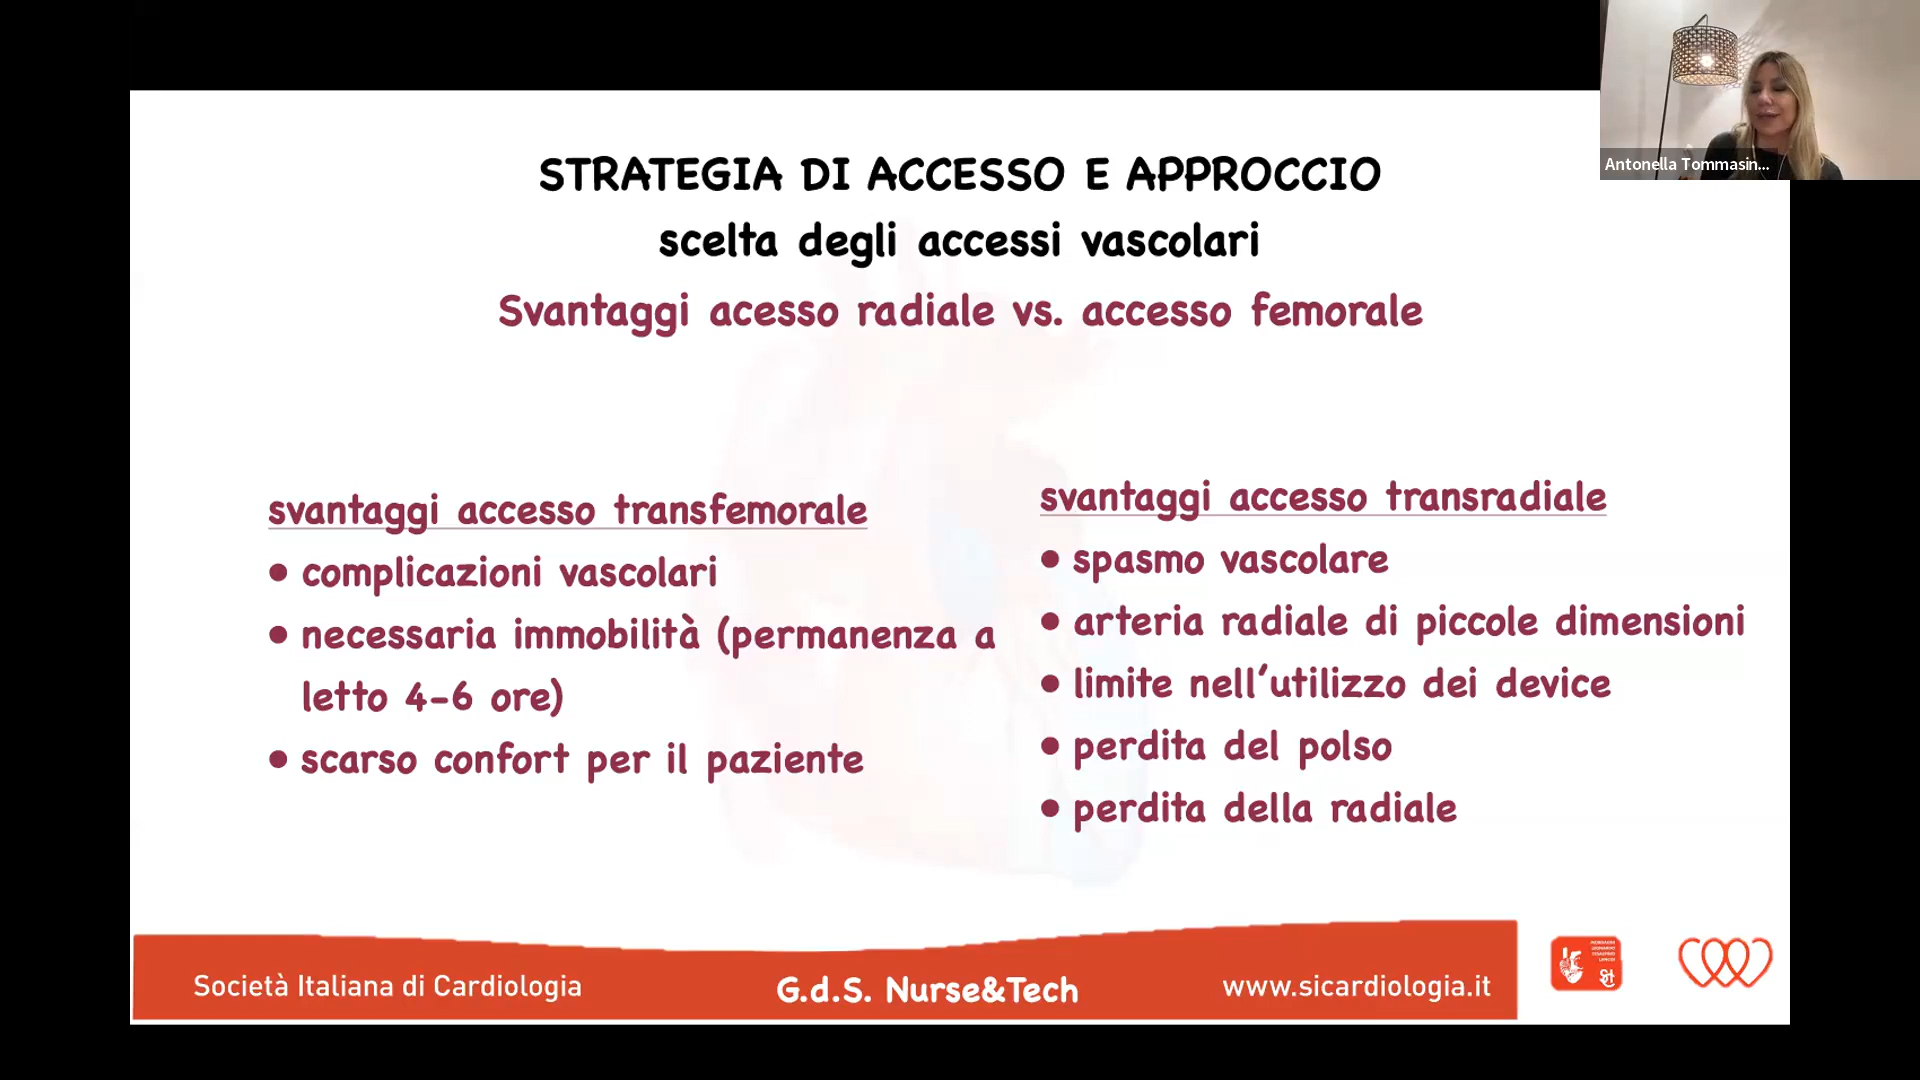 Antonella Tommasin...
STRATEGIA DI ACCESSO E APPROCCIO
scelta degli accessi vascolari
Svantaggi acesso radiale vs. accesso femorale
svantaggi accesso transfemorale
• complicazioni vascolari
• necessaria immobilità (permanenza a
letto 4-6 ore)
• scarso confort per il paziente
svantaggi accesso transradiale
• spasmo vascolare
• arteria radiale di piccole dimensioni
• limite nell'utilizzo dei device
• perdita del polso
• perdita della radiale
Società Italiana di Cardiologia
G.d.S. Nurse&Tech
www.sicardiologia.it